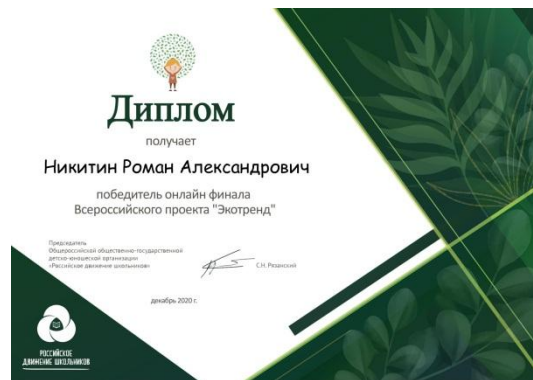 Диплом
получает
Никитин Роман Александрович
победитель онлайн финала
Всероссийского проекта "Экотренд"
Председатель
Общероссийской общественно-государственной
детско-юношеской организации
«Российское движение школьников»
С.Н. Рязанский
декабрь 2020 г.
РОССИЙСКОЕ
ДВИЖЕНИЕ ШКОЛЬНИКОВ